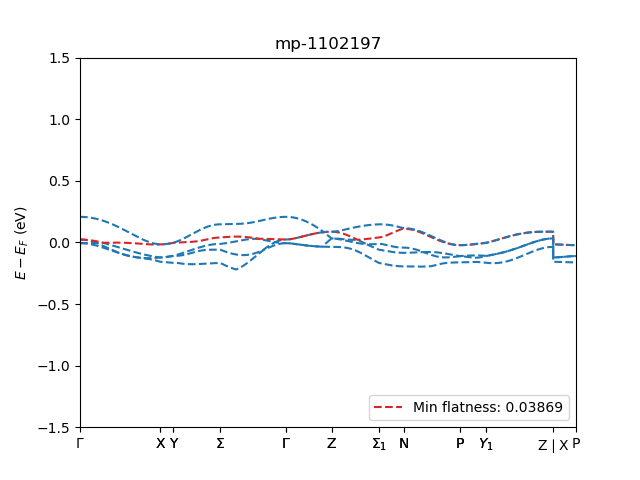 mp-1102197
E − E_F (eV)
1.5
1.0
0.5
0.0
−0.5
−1.0
−1.5
Min flatness: 0.03869
Γ X Y Σ Γ Z Σ₁ N P Y₁ Z | X P